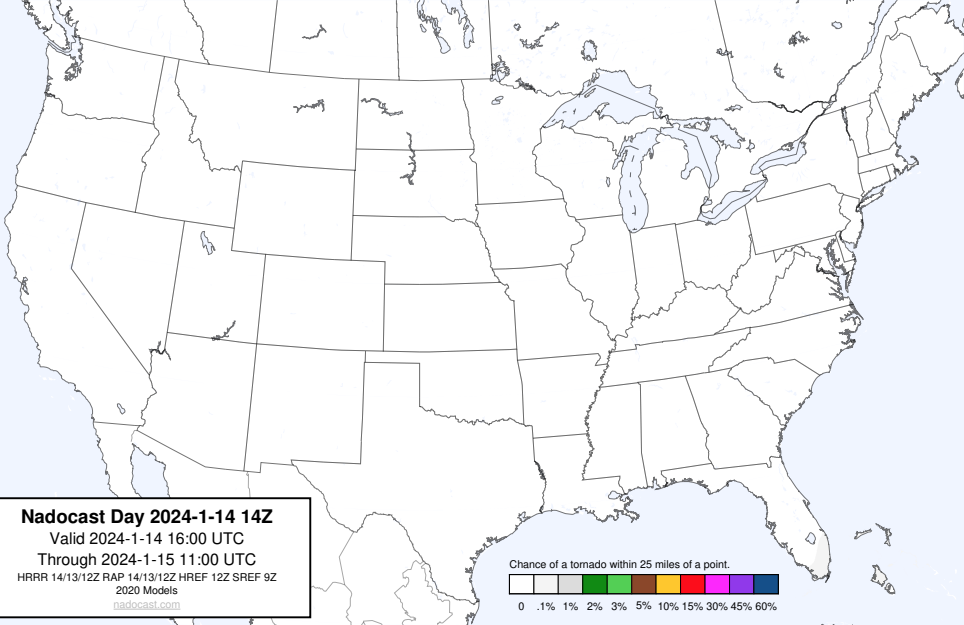 Nadocast Day 2024-1-14 14Z
Valid 2024-1-14 16:00 UTC
Through 2024-1-15 11:00 UTC
HRRR 14/13/12Z RAP 14/13/12Z HREF 12Z SREF 9Z
2020 Models
nadocast.com
Chance of a tornado within 25 miles of a point.
0 .1% 1% 2% 3% 5% 10% 15% 30% 45% 60%